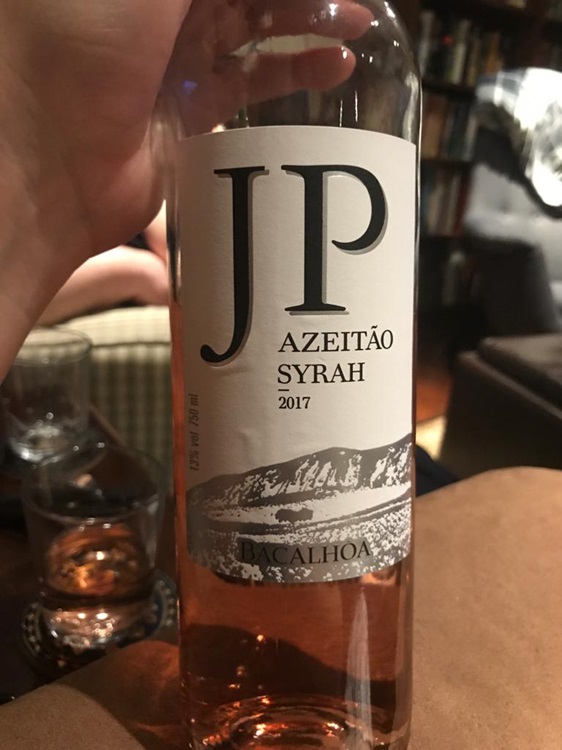 JP
AZEITÃO
SYRAH
2017
13% vol 750 ml
BACALHOA